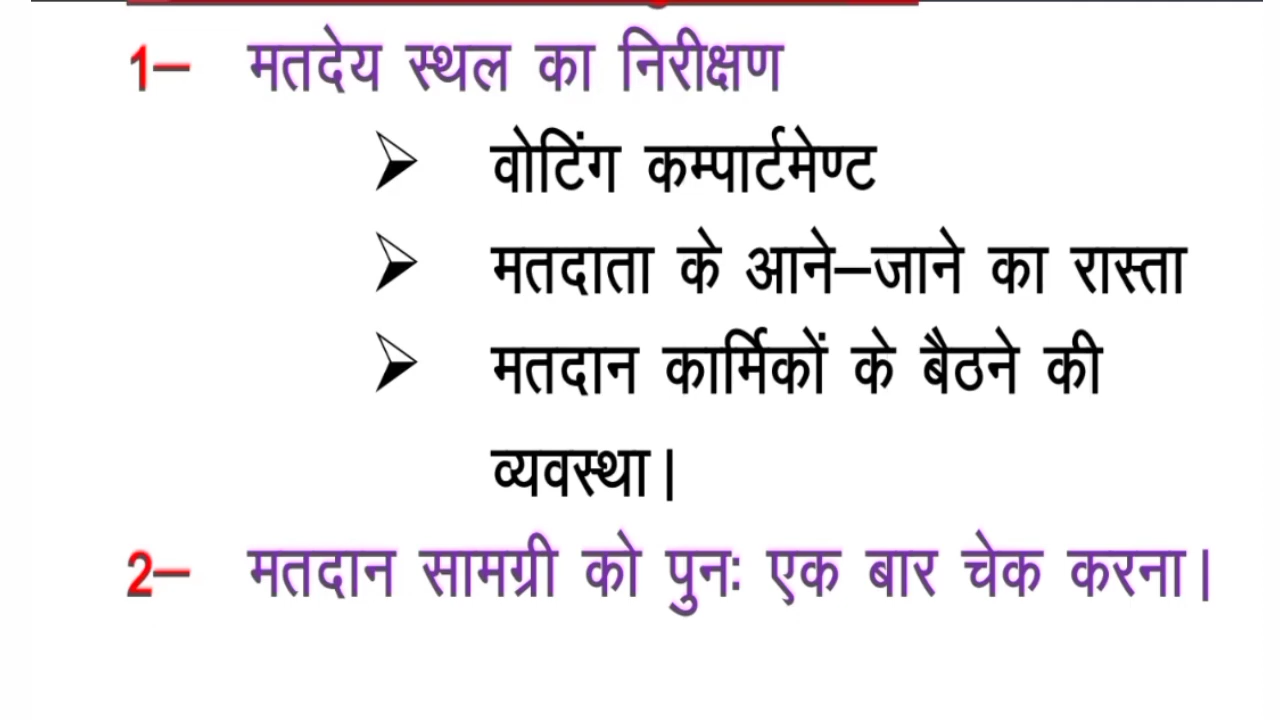 1– मतदेय स्थल का निरीक्षण
➢ वोटिंग कम्पार्टमेण्ट
➢ मतदाता के आने–जाने का रास्ता
➢ मतदान कार्मिकों के बैठने की
व्यवस्था।
2– मतदान सामग्री को पुनः एक बार चेक करना।